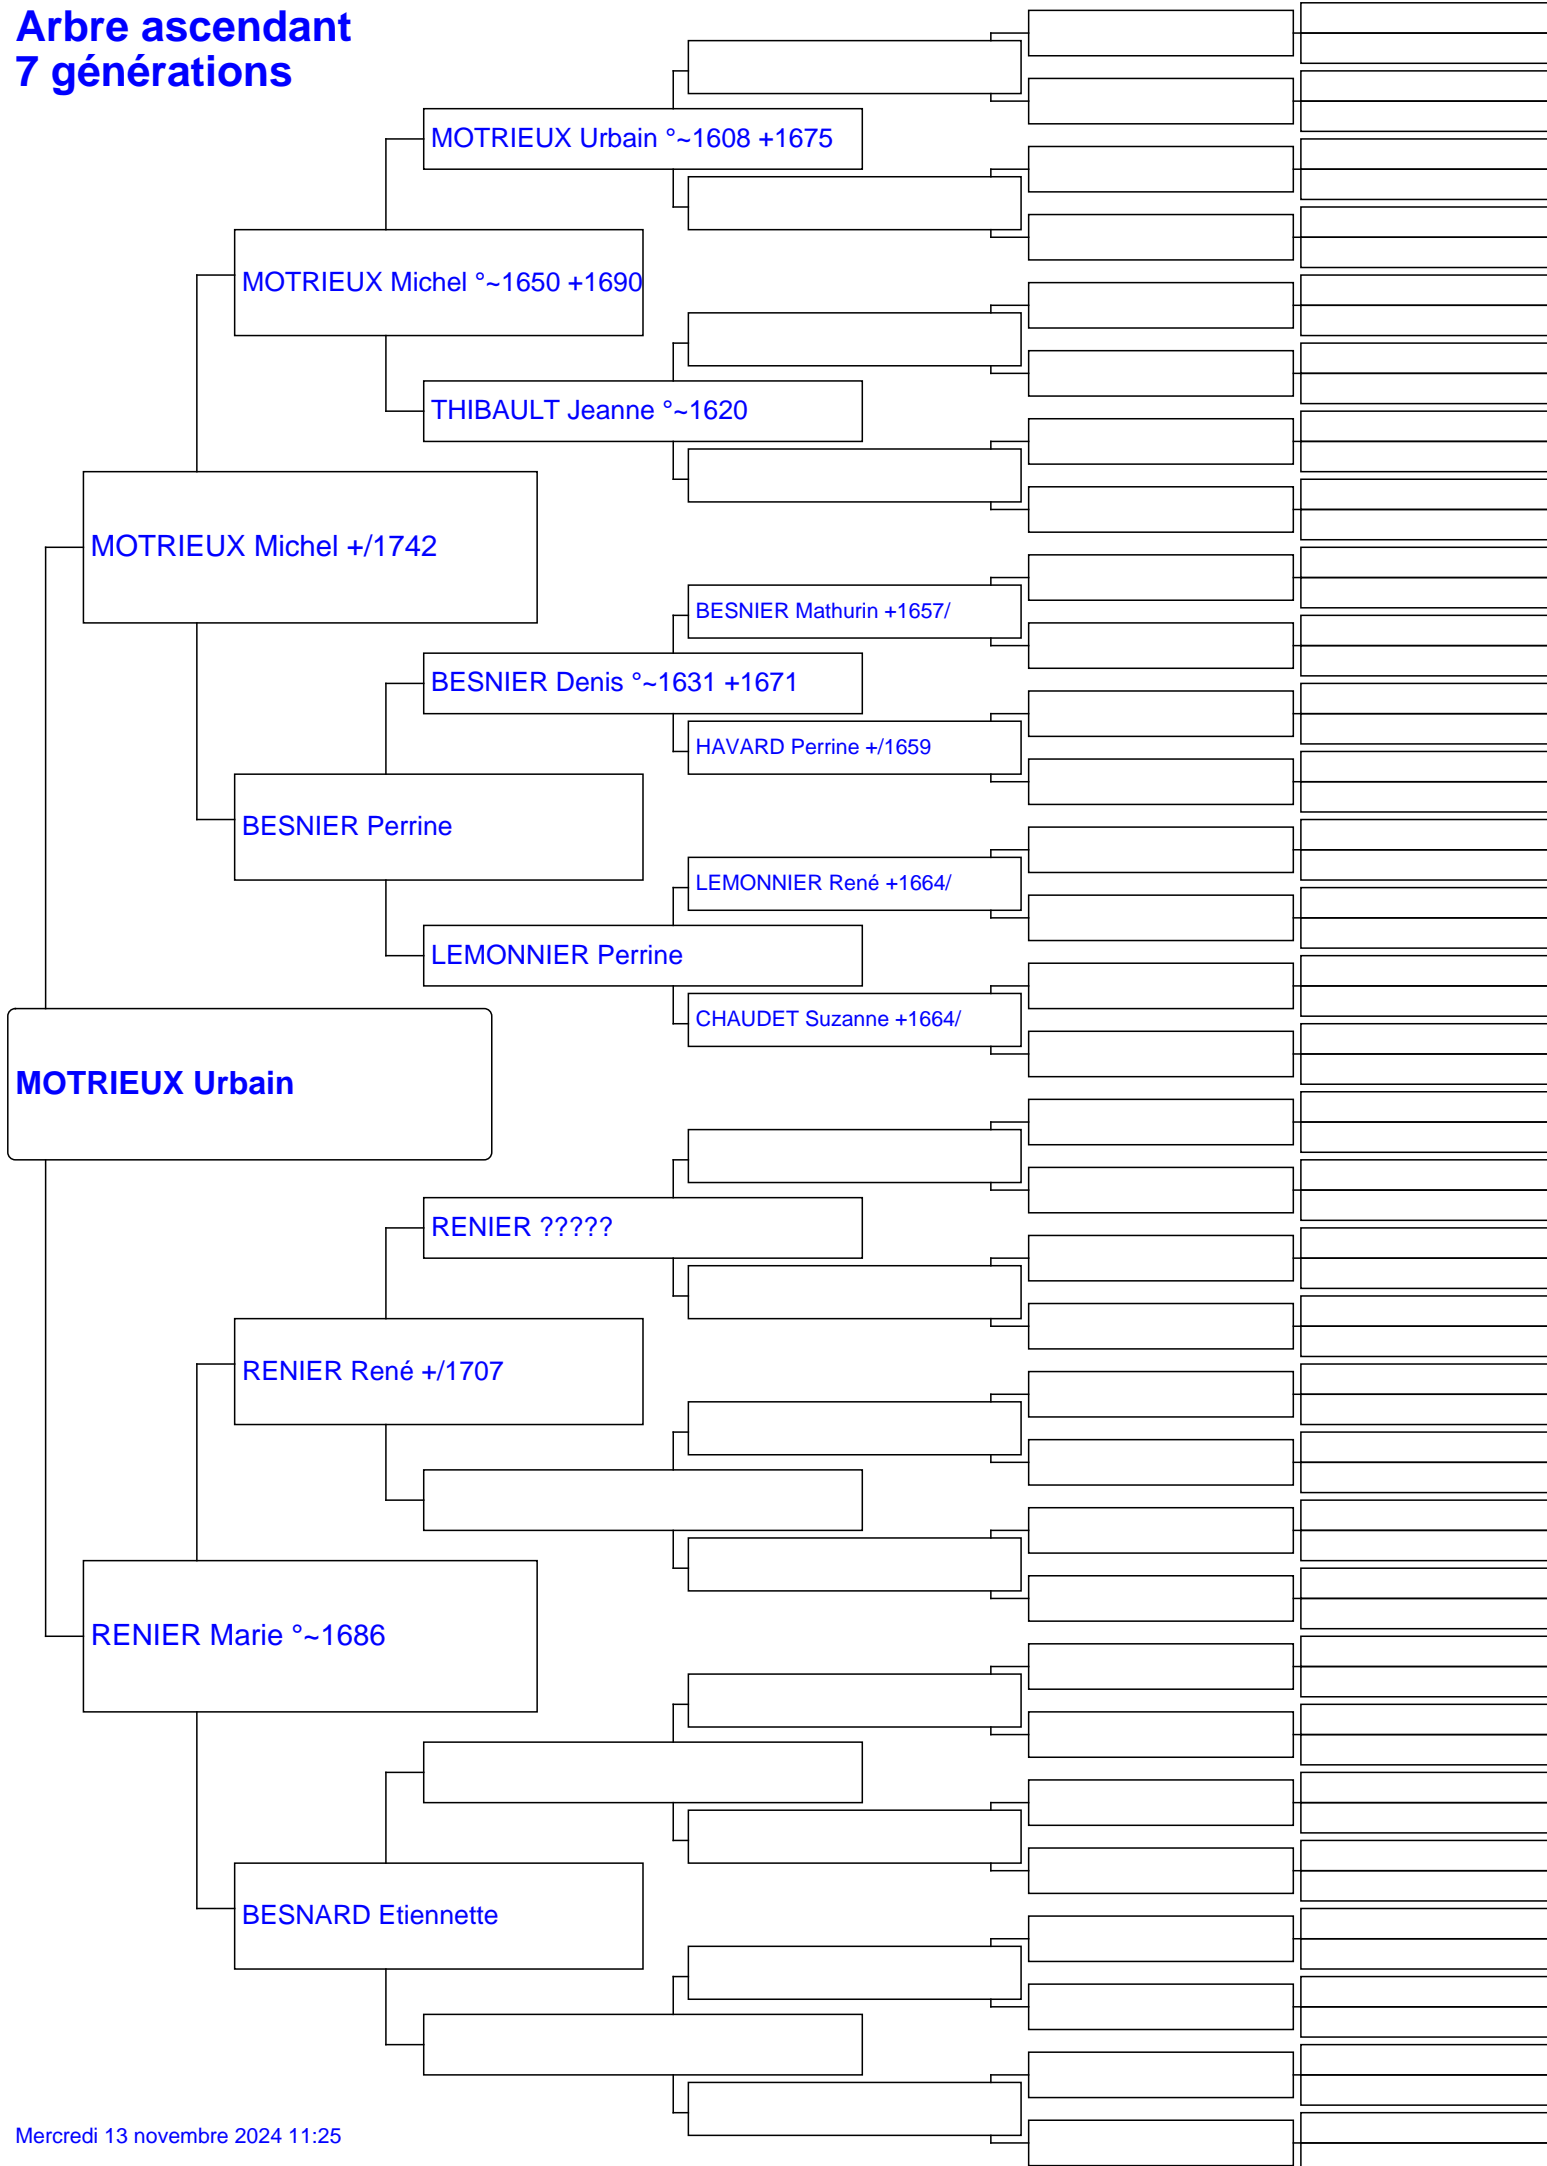 Arbre ascendant
7 générations
MOTRIEUX Urbain °~1608 +1675
MOTRIEUX Michel °~1650 +1690
THIBAULT Jeanne °~1620
MOTRIEUX Michel +/1742
BESNIER Mathurin +1657/
BESNIER Denis °~1631 +1671
HAVARD Perrine +/1659
BESNIER Perrine
LEMONNIER René +1664/
LEMONNIER Perrine
CHAUDET Suzanne +1664/
MOTRIEUX Urbain
RENIER ?????
RENIER René +/1707
RENIER Marie °~1686
BESNARD Etiennette
Mercredi 13 novembre 2024 11:25